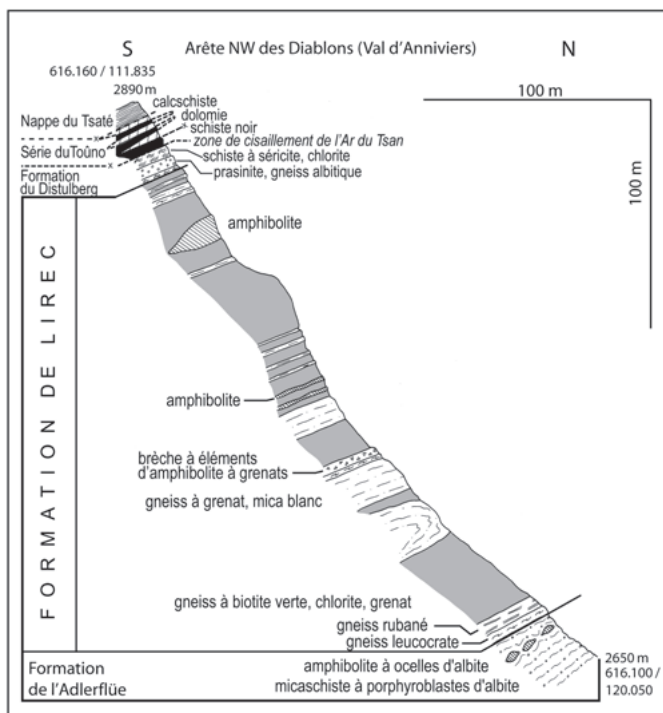 S
Arête NW des Diablons (Val d'Anniviers)
N
616.160 / 111.835
2890 m
100 m
100 m
calcschiste
Nappe du Tsaté
dolomie
schiste noir
zone de cisaillement de l'Ar du Tsan
Série duToûno
schiste à séricite, chlorite
prasinite, gneiss albitique
Formation
du Distulberg
FORMATION DE LIREC
amphibolite
amphibolite
brèche à éléments
d'amphibolite à grenats
gneiss à grenat, mica blanc
gneiss à biotite verte, chlorite, grenat
gneiss rubané
gneiss leucocrate
Formation
de l'Adlerflüe
amphibolite à ocelles d'albite
micaschiste à porphyroblastes d'albite
2650 m
616.100 /
120.050